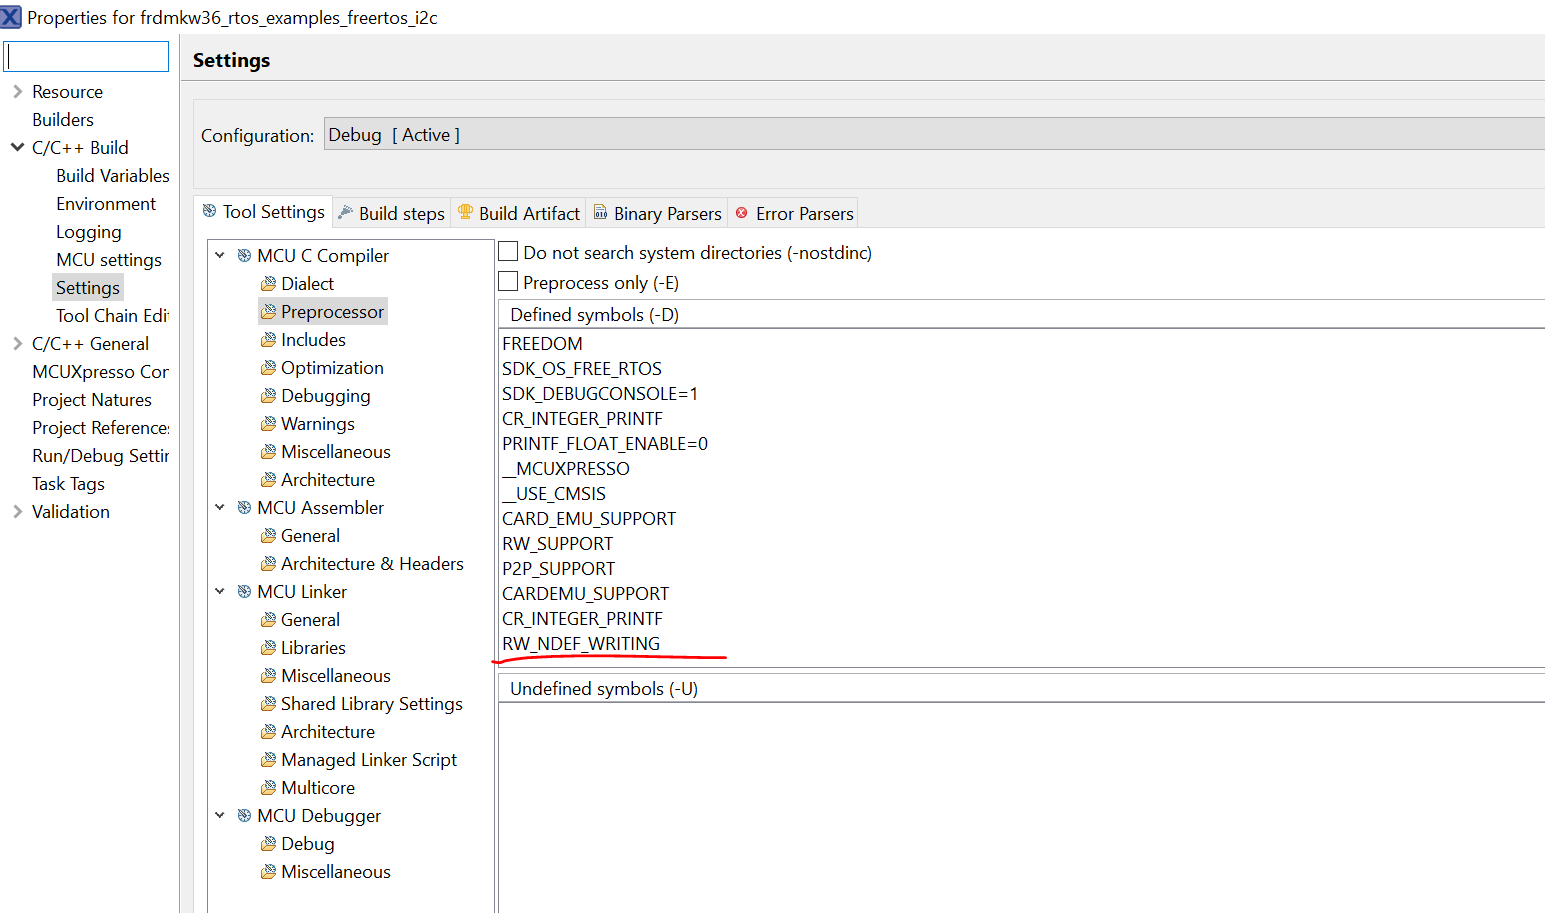 Properties for frdmkw36_rtos_examples_freertos_i2c
Resource
Builders
C/C++ Build
Build Variables
Environment
Logging
MCU settings
Settings
Tool Chain Edi
C/C++ General
MCUXpresso Con
Project Natures
Project References
Run/Debug Settin
Task Tags
Validation
Settings
Configuration: Debug [ Active ]
Tool Settings Build steps Build Artifact Binary Parsers Error Parsers
MCU C Compiler
Dialect
Preprocessor
Includes
Optimization
Debugging
Warnings
Miscellaneous
Architecture
MCU Assembler
General
Architecture & Headers
MCU Linker
General
Libraries
Miscellaneous
Shared Library Settings
Architecture
Managed Linker Script
Multicore
MCU Debugger
Debug
Miscellaneous
Do not search system directories (-nostdinc)
Preprocess only (-E)
Defined symbols (-D)
FREEDOM
SDK_OS_FREE_RTOS
SDK_DEBUGCONSOLE=1
CR_INTEGER_PRINTF
PRINTF_FLOAT_ENABLE=0
__MCUXPRESSO
__USE_CMSIS
CARD_EMU_SUPPORT
RW_SUPPORT
P2P_SUPPORT
CARDEMU_SUPPORT
CR_INTEGER_PRINTF
RW_NDEF_WRITING
Undefined symbols (-U)